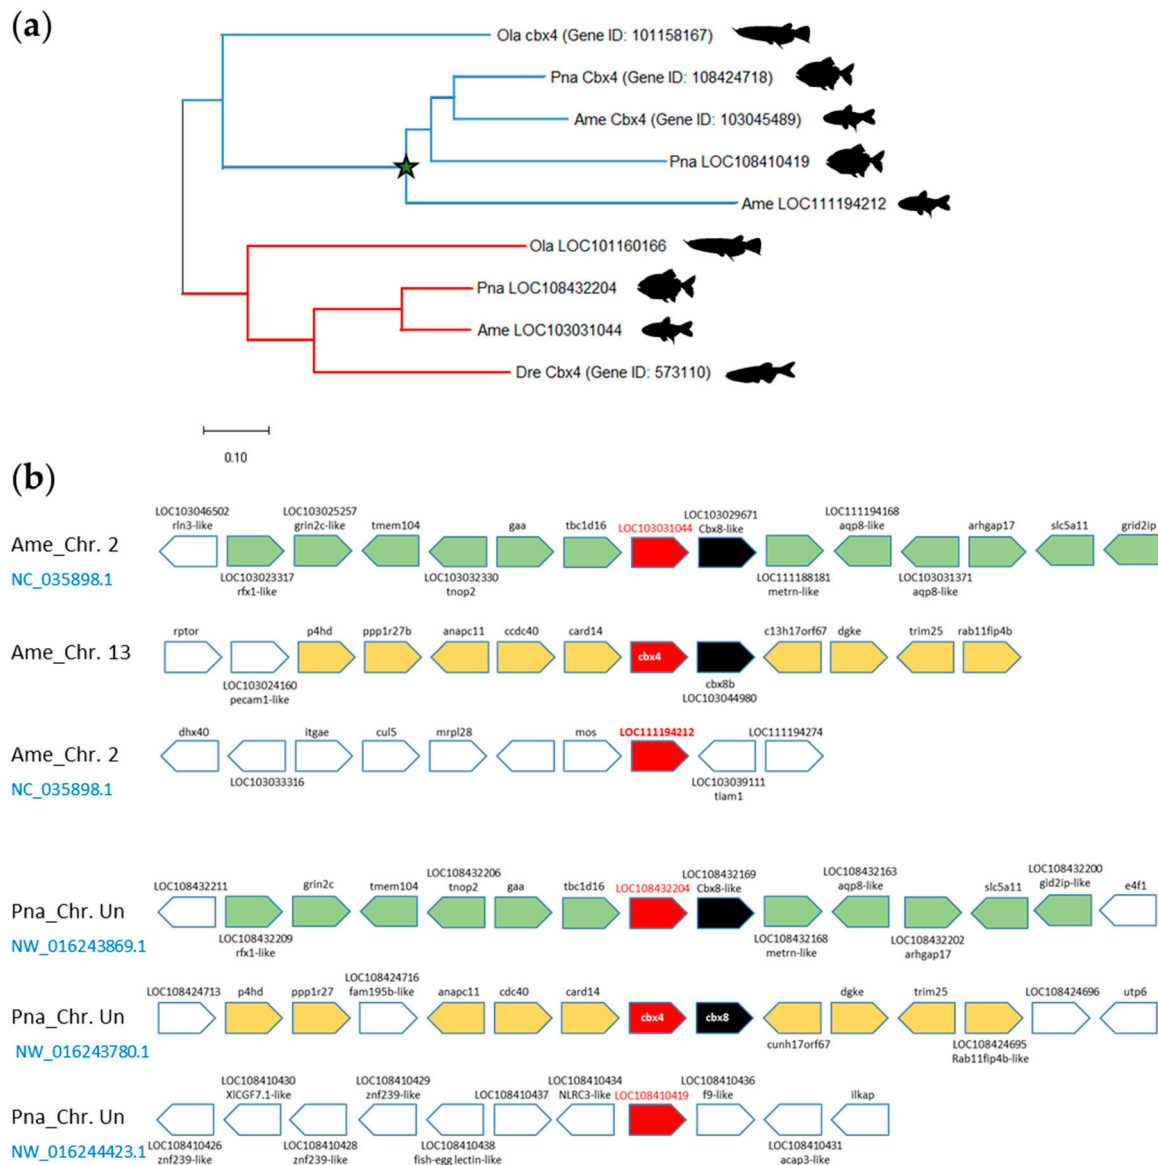 (a)
Ola cbx4 (Gene ID: 101158167)
Pna Cbx4 (Gene ID: 108424718)
Ame Cbx4 (Gene ID: 103045489)
Pna LOC108410419
Ame LOC111194212
Ola LOC101160166
Pna LOC108432204
Ame LOC103031044
Dre Cbx4 (Gene ID: 573110)
0.10
(b)
LOC103046502 LOC103025257 LOC103029671 LOC111194168
rln3-like grin2c-like tmem104 gaa tbc1d16 LOC103031044 Cbx8-like aqp8-like arhgap17 slc5a11 grid2ip
Ame_Chr. 2
NC_035898.1
LOC103023317 LOC103032330 LOC111188181 LOC103031371
rfx1-like tnop2 metrn-like aqp8-like
rptor p4hd ppp1r27b anapc11 ccdc40 card14 c13h17orf67 dgke trim25 rab11fip4b
Ame_Chr. 13 cbx4
LOC103024160 cbx8b
pecam1-like LOC103044980
dhx40 itgae cul5 mrpl28 mos LOC111194212 LOC111194274
Ame_Chr. 2
NC_035898.1
LOC103033316 LOC103039111
tiam1
LOC108432206 LOC108432169 LOC108432163 LOC108432200
LOC108432211 grin2c tmem104 tnop2 gaa tbc1d16 LOC108432204 Cbx8-like aqp8-like slc5a11 gid2ip-like e4f1
Pna_Chr. Un
NW_016243869.1
LOC108432209 LOC108432168 LOC108432202
rfx1-like metrn-like arhgap17
LOC108424716
LOC108424713 p4hd ppp1r27 fam195b-like anapc11 cdc40 card14 dgke trim25 LOC108424696 utp6
Pna_Chr. Un cbx4 cbx8
NW_016243780.1
cunh17orf67 LOC108424695
Rab11fip4b-like
LOC108410430 LOC108410429 LOC108410434 LOC108410436
XlCGF7.1-like znf239-like LOC108410437 NLRC3-like LOC108410419 f9-like ilkap
Pna_Chr. Un
NW_016244423.1
LOC108410426 LOC108410428 LOC108410438 LOC108410431
znf239-like znf239-like fish-egg lectin-like acap3-like